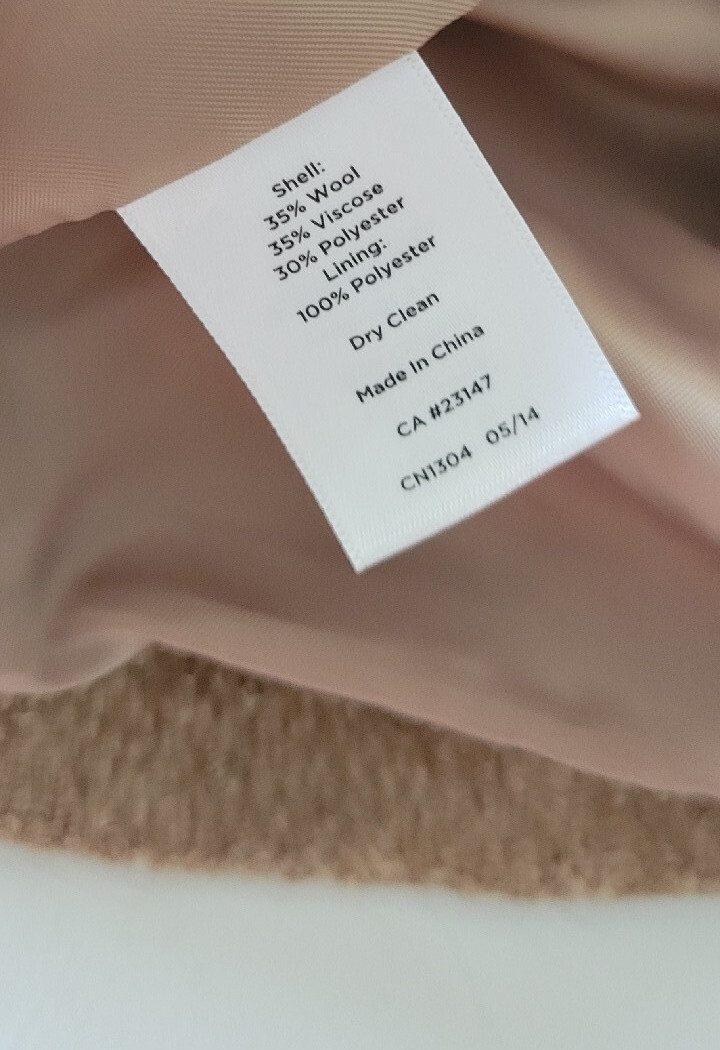 Shell:
35% Wool
35% Viscose
30% Polyester
Lining:
100% Polyester
Dry Clean
Made In China
CA #23147
CN1304 05/14